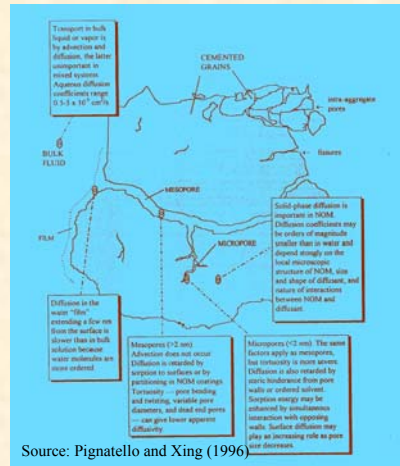 Transport in bulk
liquid or vapor is
by advection and
diffusion, the latter
unimportant in
mixed systems.
Aqueous diffusion
coefficients range
0.5-5 x 10 cm²/s
CEMENTED
GRAINS
intra-aggregate
pores
fissures
BULK
FLUID
MESOPORE
FILM
MICROPORE
Solid-phase diffusion is
important in NOM.
Diffusion coefficients may
be orders of magnitude
smaller than in water and
depend strongly on the
local microscopic
structure of NOM, size
and shape of diffusant, and
nature of interactions
between NOM and
diffusant.
Diffusion in the
water "film"
extending a few nm
from the surface is
slower than in bulk
solution because
water molecules are
more ordered.
Mesopores (>2 nm)
Advection does not occur
Diffusion is retarded by
sorption to surfaces or by
partitioning in NOM coatings.
Tortuosity — pore bending
and twisting, variable pore
diameters, and dead end pores
— can give lower apparent
diffusivity.
Micropores (<2 nm). The same
factors apply as mesopores,
but tortuosity is more severe.
Diffusion is also retarded by
steric hindrance from pore
walls or ordered solvent.
Sorption energy may be
enhanced by simultaneous
interaction with opposing
walls. Surface diffusion may
play an increasing role as pore
size decreases.
Source: Pignatello and Xing (1996)